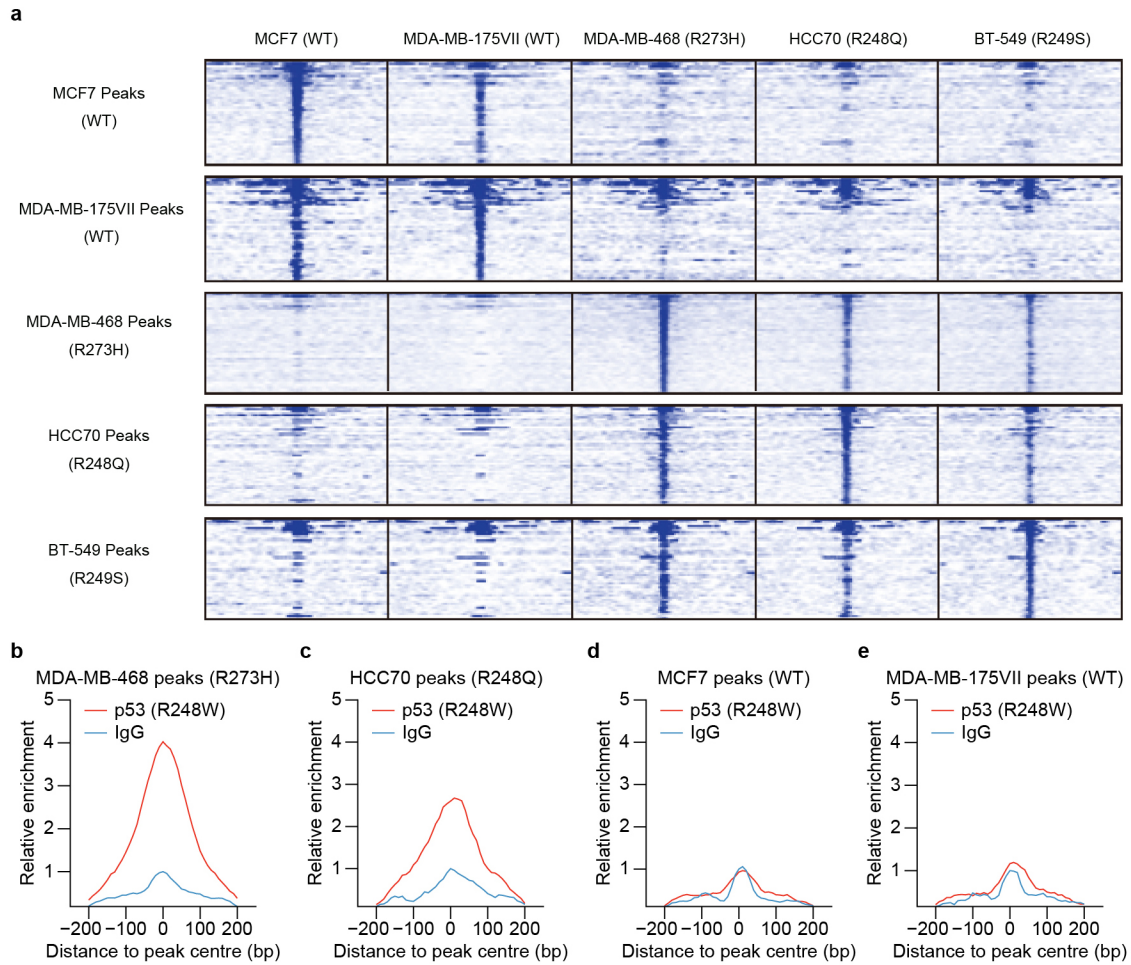 a
MCF7 (WT) MDA-MB-175VII (WT) MDA-MB-468 (R273H) HCC70 (R248Q) BT-549 (R249S)
MCF7 Peaks
(WT)
MDA-MB-175VII Peaks
(WT)
MDA-MB-468 Peaks
(R273H)
HCC70 Peaks
(R248Q)
BT-549 Peaks
(R249S)
b
MDA-MB-468 peaks (R273H)
5
4
3
2
1
Relative enrichment
p53 (R248W)
IgG
−200 −100 0 100 200
Distance to peak centre (bp)
c
HCC70 peaks (R248Q)
5
4
3
2
1
Relative enrichment
p53 (R248W)
IgG
−200 −100 0 100 200
Distance to peak centre (bp)
d
MCF7 peaks (WT)
5
4
3
2
1
Relative enrichment
p53 (R248W)
IgG
−200 −100 0 100 200
Distance to peak centre (bp)
e
MDA-MB-175VII peaks (WT)
5
4
3
2
1
Relative enrichment
p53 (R248W)
IgG
−200 −100 0 100 200
Distance to peak centre (bp)